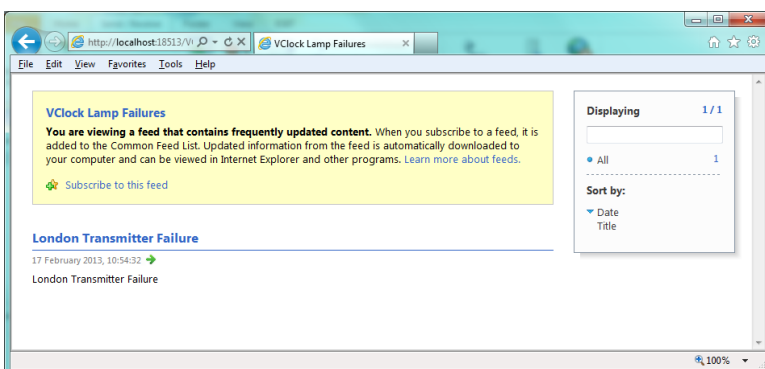 http://localhost:18513/V
VClock Lamp Failures
File Edit View Favorites Tools Help
VClock Lamp Failures
You are viewing a feed that contains frequently updated content. When you subscribe to a feed, it is
added to the Common Feed List. Updated information from the feed is automatically downloaded to
your computer and can be viewed in Internet Explorer and other programs. Learn more about feeds.
Subscribe to this feed
London Transmitter Failure
17 February 2013, 10:54:32
London Transmitter Failure
Displaying 1 / 1
All 1
Sort by:
Date
Title
100%